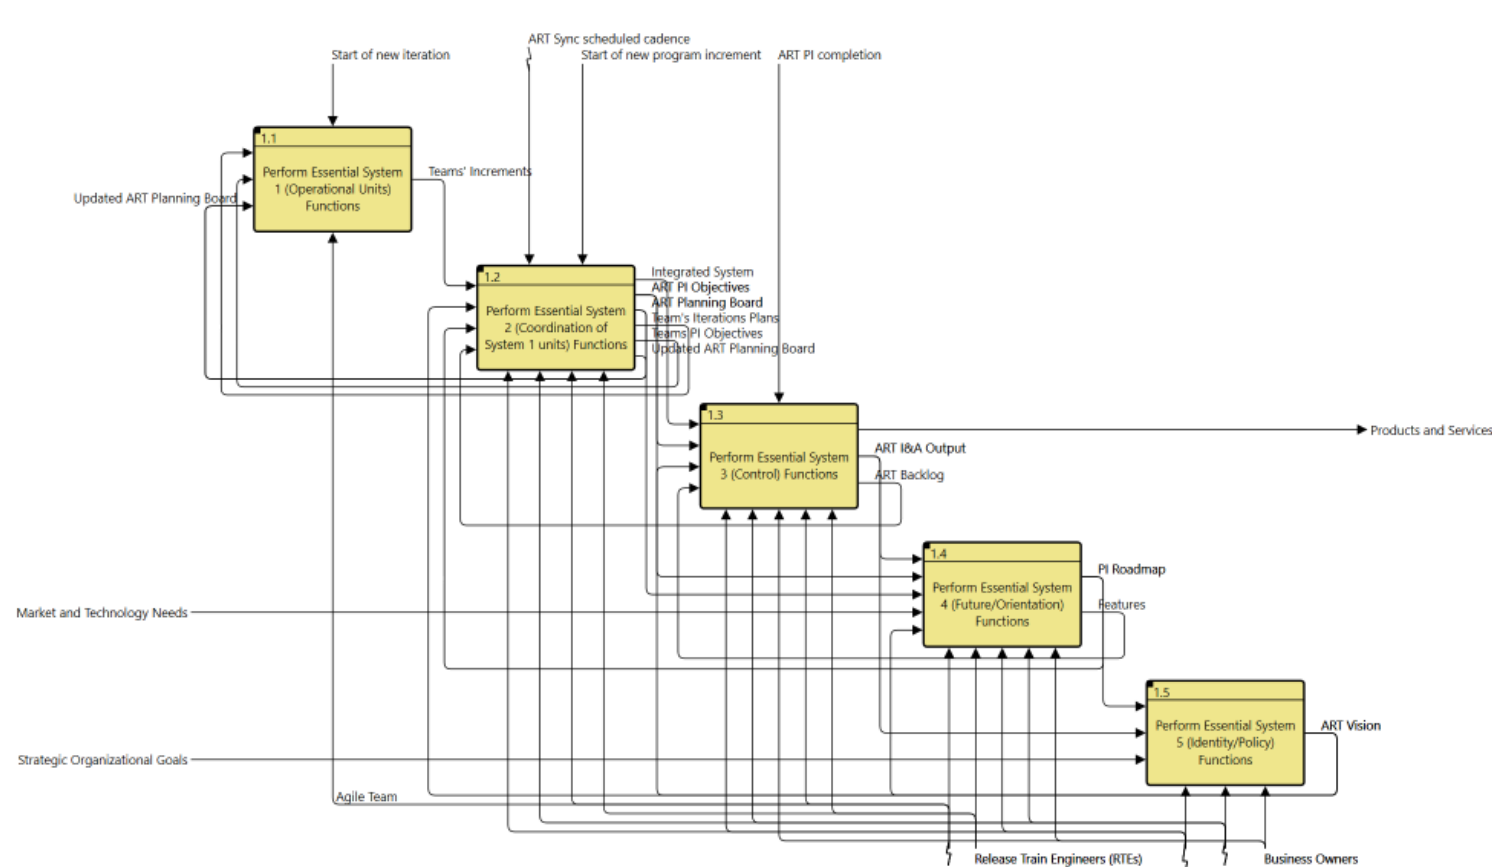 ART Sync scheduled cadence
Start of new iteration
Start of new program increment
ART PI completion
1.1
Perform Essential System
1 (Operational Units)
Functions
Teams' Increments
Updated ART Planning Board
1.2
Perform Essential System
2 (Coordination of
System 1 units) Functions
Integrated System
ART PI Objectives
ART Planning Board
Team's Iterations Plans
Teams PI Objectives
Updated ART Planning Board
1.3
Perform Essential System
3 (Control) Functions
Products and Services
ART I&A Output
ART Backlog
1.4
Perform Essential System
4 (Future/Orientation)
Functions
PI Roadmap
Features
Market and Technology Needs
1.5
Perform Essential System
5 (Identity/Policy)
Functions
ART Vision
Strategic Organizational Goals
Agile Team
Release Train Engineers (RTEs)
Business Owners